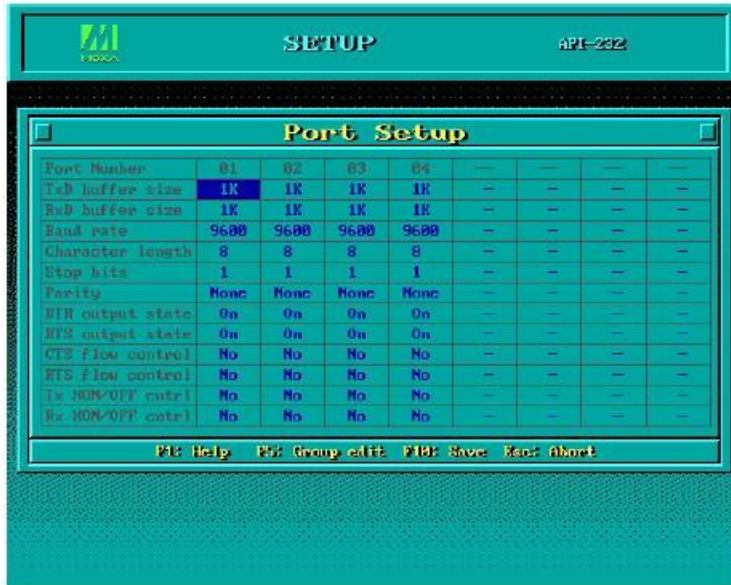 MOXA
SETUP
API-232
Port Setup
Port Number 01 02 03 04 — — — —
TxD buffer size 1K 1K 1K 1K – – – –
RxD buffer size 1K 1K 1K 1K – – – –
Baud rate 9600 9600 9600 9600 – – – –
Character length 8 8 8 8 – – – –
Stop bits 1 1 1 1 – – – –
Parity None None None None – – – –
DTR output state On On On On – – – –
RTS output state On On On On – – – –
CTS flow control No No No No – – – –
RTS flow control No No No No – – – –
Tx XON/OFF cntrl No No No No – – – –
Rx XON/OFF cntrl No No No No – – – –
F1: Help F5: Group edit F10: Save Esc: Abort